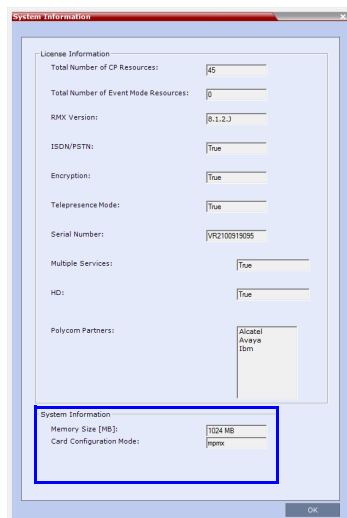 System Information
x
License Information
Total Number of CP Resources: 45
Total Number of Event Mode Resources: 0
RMX Version: 8.1.2.J
ISDN/PSTN: True
Encryption: True
Telepresence Mode: True
Serial Number: VR2100919095
Multiple Services: True
HD: True
Polycom Partners: Alcatel
Avaya
Ibm
System Information
Memory Size [MB]: 1024 MB
Card Configuration Mode: mpmx
OK